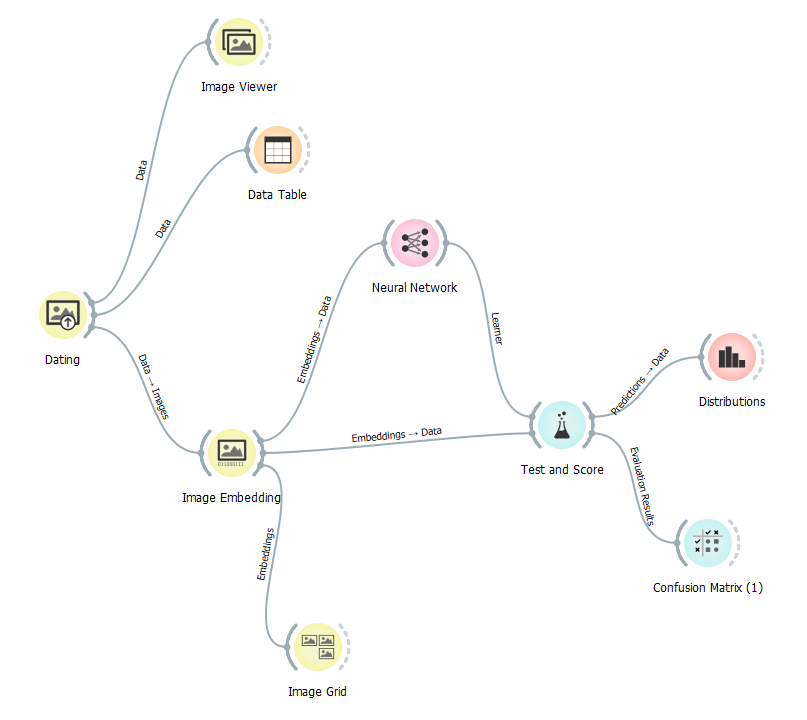 Image Viewer
Data
Data Table
Data
Neural Network
Embeddings → Data
Learner
Dating
Data → Images
Predictions → Data
Distributions
Embeddings → Data
Test and Score
011000111
Image Embedding
Evaluation Results
Embeddings
Confusion Matrix (1)
Image Grid